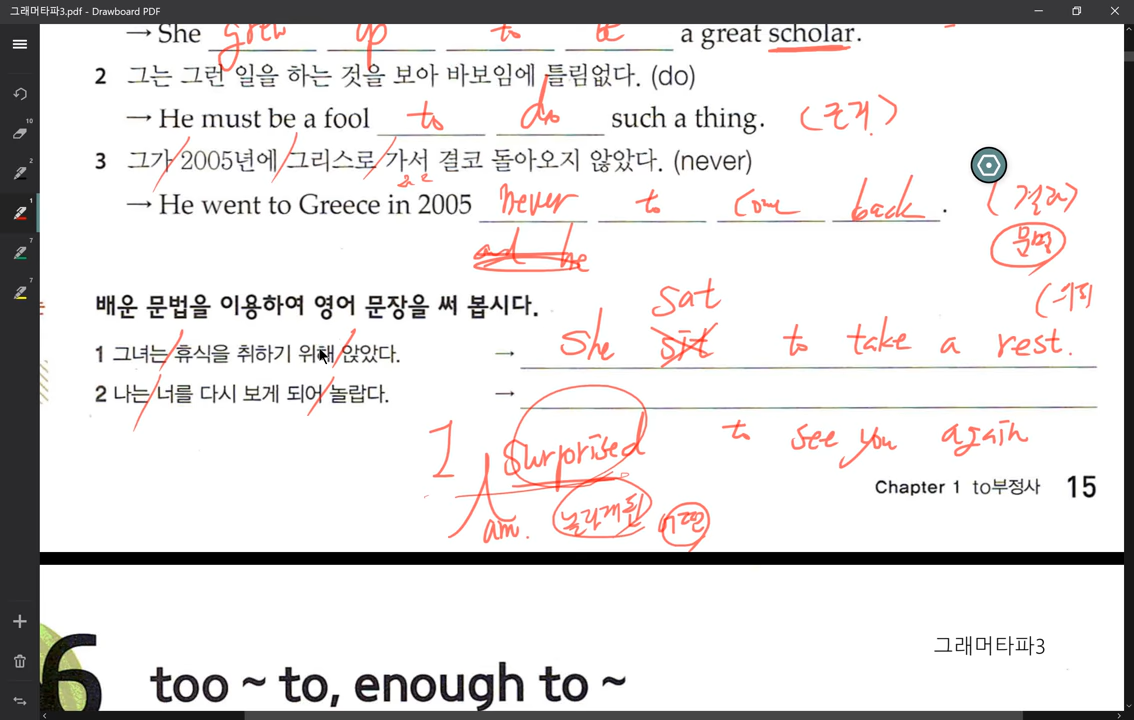 그래머타파3.pdf - Drawboard PDF
→ She grew up to be a great scholar.
2 그는 그런 일을 하는 것을 보아 바보임에 틀림없다. (do)
→ He must be a fool to do such a thing. (근거)
3 그가 2005년에 그리스로 가서 결코 돌아오지 않았다. (never)
→ He went to Greece in 2005 never to come back. (결과)
and he
문법
배운 문법을 이용하여 영어 문장을 써 봅시다.
sat
1 그녀는 휴식을 취하기 위해 앉았다. → She sit to take a rest.
2 나는 너를 다시 보게 되어 놀랍다. →
I surprised to see you again
am. 놀라게 된
Chapter 1 to부정사 15
그래머타파3
6 too ~ to, enough to ~